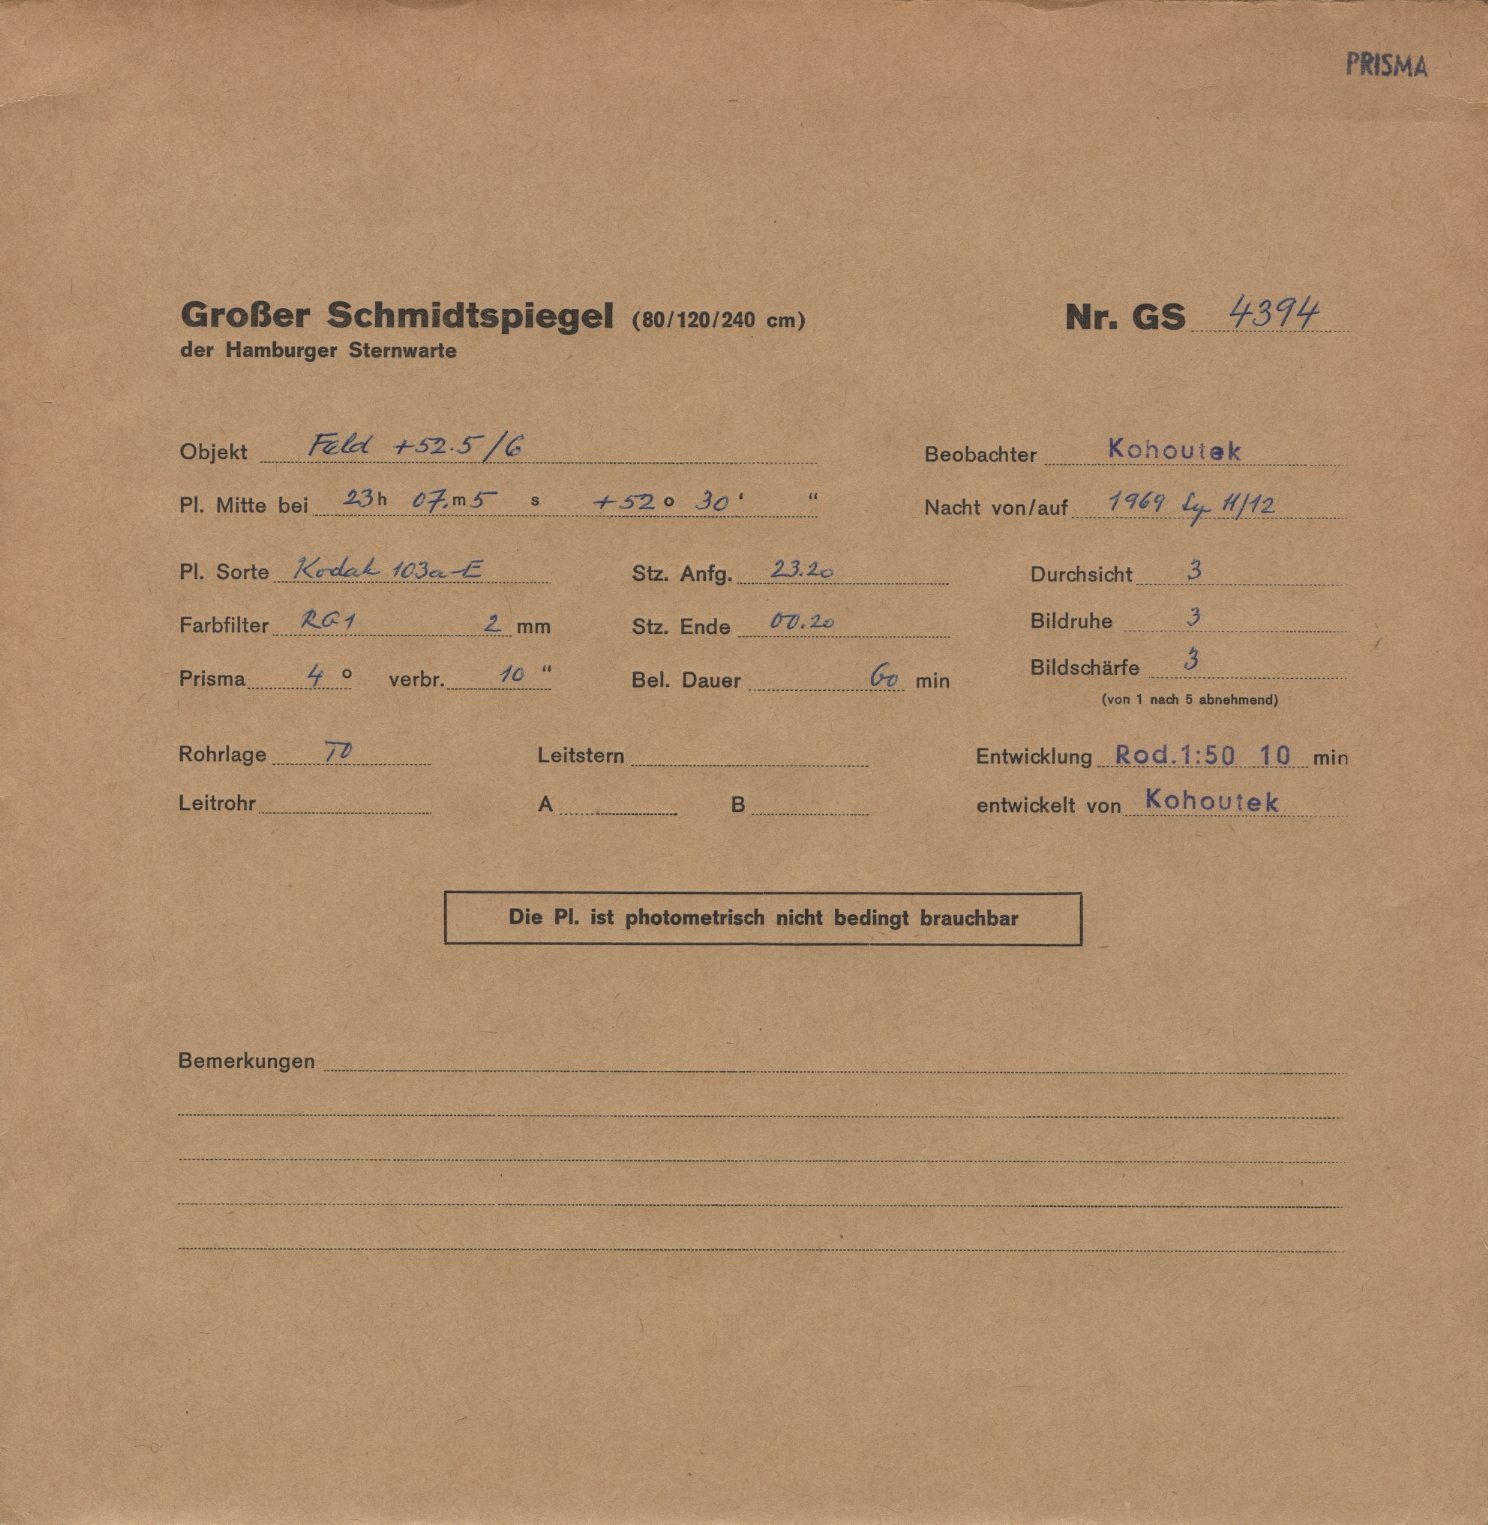 PRISMA
Großer Schmidtspiegel (80/120/240 cm) Nr. GS 4394
der Hamburger Sternwarte
Objekt Feld +52.5/6 Beobachter Kohoutek
Pl. Mitte bei 23 h 07. m 5 s +52 ° 30 ' " Nacht von/auf 1969 11/12
Pl. Sorte Kodak 103a-E Stz. Anfg. 23.20 Durchsicht 3
Farbfilter RG1 2 mm Stz. Ende 00.20 Bildruhe 3
Prisma 4 ° verbr. 10 " Bel. Dauer 60 min Bildschärfe 3
(von 1 nach 5 abnehmend)
Rohrlage TO Leitstern Entwicklung Rod.1:50 10 min
Leitrohr A B entwickelt von Kohoutek
Die Pl. ist photometrisch nicht bedingt brauchbar
Bemerkungen